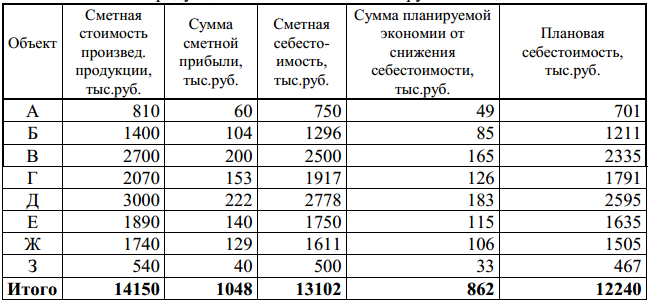 Объект
Сметная
стоимость
произвед.
продукции,
тыс.руб.
Сумма
сметной
прибыли,
тыс.руб.
Сметная
себесто-
имость,
тыс.руб.
Сумма планируемой
экономии от
снижения
себестоимости,
тыс.руб.
Плановая
себестоимость,
тыс.руб.
А 810 60 750 49 701
Б 1400 104 1296 85 1211
В 2700 200 2500 165 2335
Г 2070 153 1917 126 1791
Д 3000 222 2778 183 2595
Е 1890 140 1750 115 1635
Ж 1740 129 1611 106 1505
З 540 40 500 33 467
Итого 14150 1048 13102 862 12240